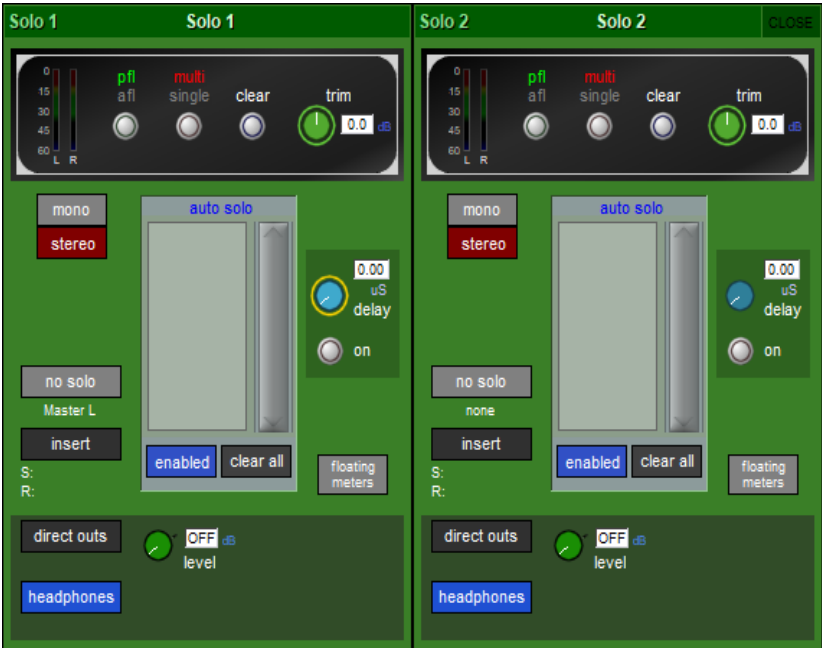 Solo 1 Solo 1
0
15
30
45
60
L R
pfl
afl
multi
single
clear
trim
0.0 dB
mono
stereo
auto solo
0.00
uS
delay
on
no solo
Master L
insert
S:
R:
enabled clear all
floating
meters
direct outs
OFF dB
level
headphones
Solo 2 Solo 2 CLOSE
0
15
30
45
60
L R
pfl
afl
multi
single
clear
trim
0.0 dB
mono
stereo
auto solo
0.00
uS
delay
on
no solo
none
insert
S:
R:
enabled clear all
floating
meters
direct outs
OFF dB
level
headphones